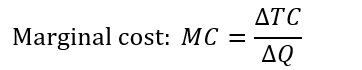 Marginal cost: MC = ΔTC / ΔQ